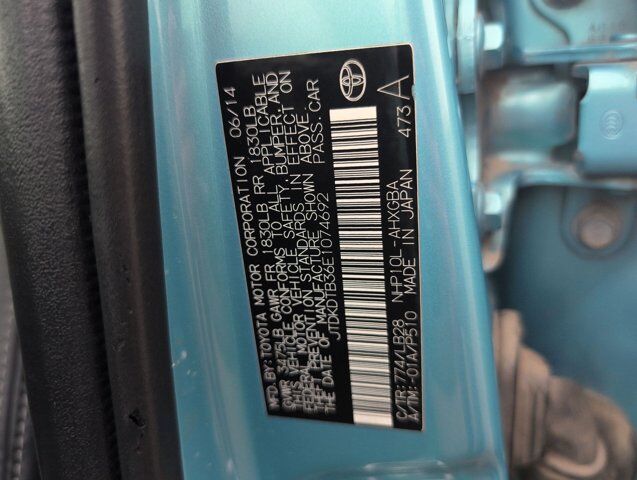 MFD. BY: TOYOTA MOTOR CORPORATION 06/14
GVWR 3475LB GAWR FR 1830LB RR 1830LB
THIS VEHICLE CONFORMS TO ALL APPLICABLE
FEDERAL MOTOR VEHICLE SAFETY, BUMPER, AND
THEFT PREVENTION STANDARDS IN EFFECT ON
THE DATE OF MANUFACTURE SHOWN ABOVE.
JTDKDTB36E1074692 PASS. CAR
C/TR: 774/LB28 NHP10L-AHXGBA
A/TM: -01A/P510 MADE IN JAPAN 473 A